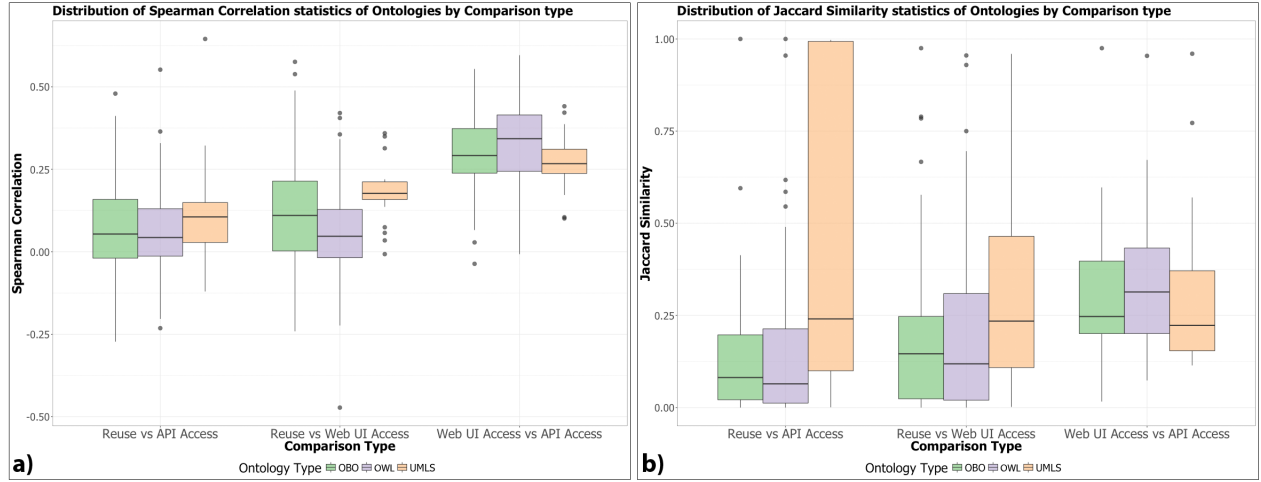 Distribution of Spearman Correlation statistics of Ontologies by Comparison type
Spearman Correlation
0.50
0.25
0.00
-0.25
-0.50
Reuse vs API Access
Reuse vs Web UI Access
Web UI Access vs API Access
Comparison Type
a)
Ontology Type OBO OWL UMLS
Distribution of Jaccard Similarity statistics of Ontologies by Comparison type
Jaccard Similarity
1.00
0.75
0.50
0.25
0.00
Reuse vs API Access
Reuse vs Web UI Access
Web UI Access vs API Access
Comparison Type
b)
Ontology Type OBO OWL UMLS